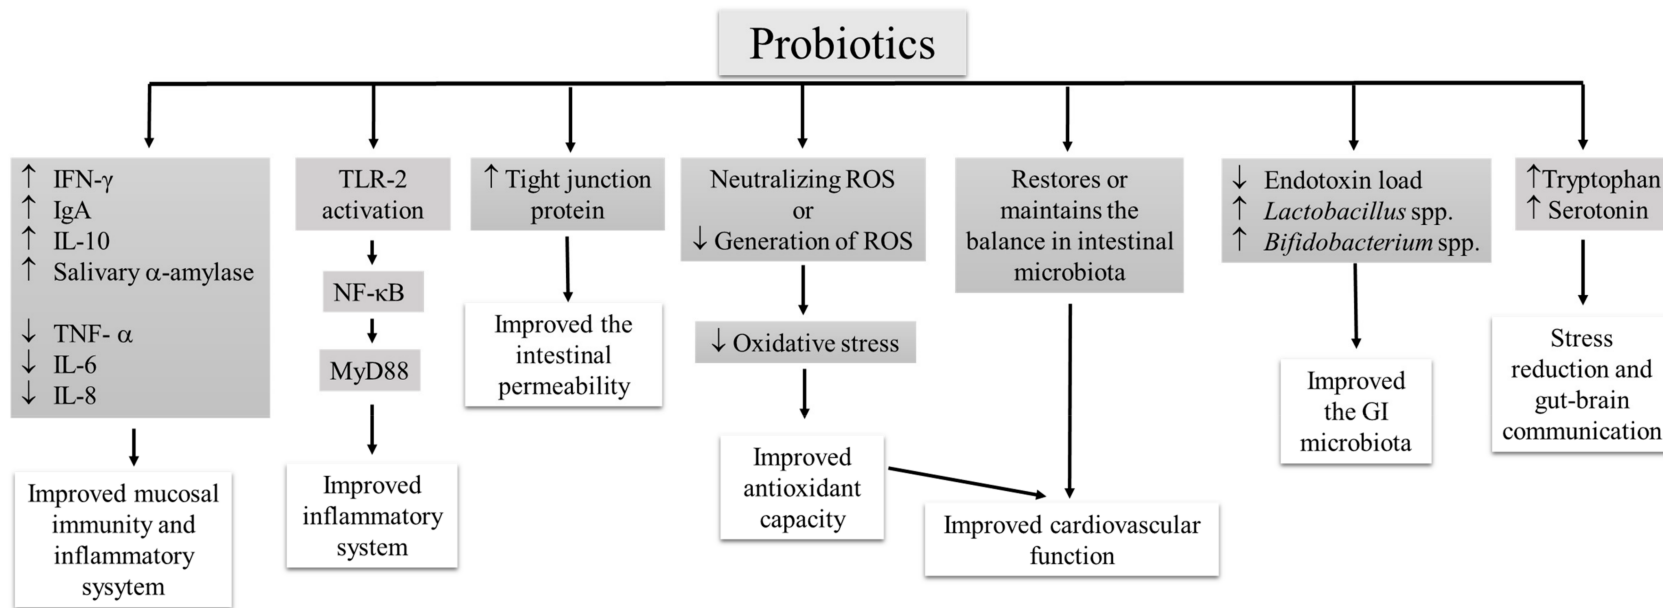 Probiotics
↑ IFN-γ
↑ IgA
↑ IL-10
↑ Salivary α-amylase
↓ TNF- α
↓ IL-6
↓ IL-8
Improved mucosal
immunity and
inflammatory
sysytem
TLR-2
activation
NF-κB
MyD88
Improved
inflammatory
system
↑ Tight junction
protein
Improved the
intestinal
permeability
Neutralizing ROS
or
↓ Generation of ROS
↓ Oxidative stress
Improved
antioxidant
capacity
Restores or
maintains the
balance in intestinal
microbiota
Improved cardiovascular
function
↓ Endotoxin load
↑ Lactobacillus spp.
↑ Bifidobacterium spp.
Improved
the GI
microbiota
↑Tryptophan
↑ Serotonin
Stress
reduction and
gut-brain
communication